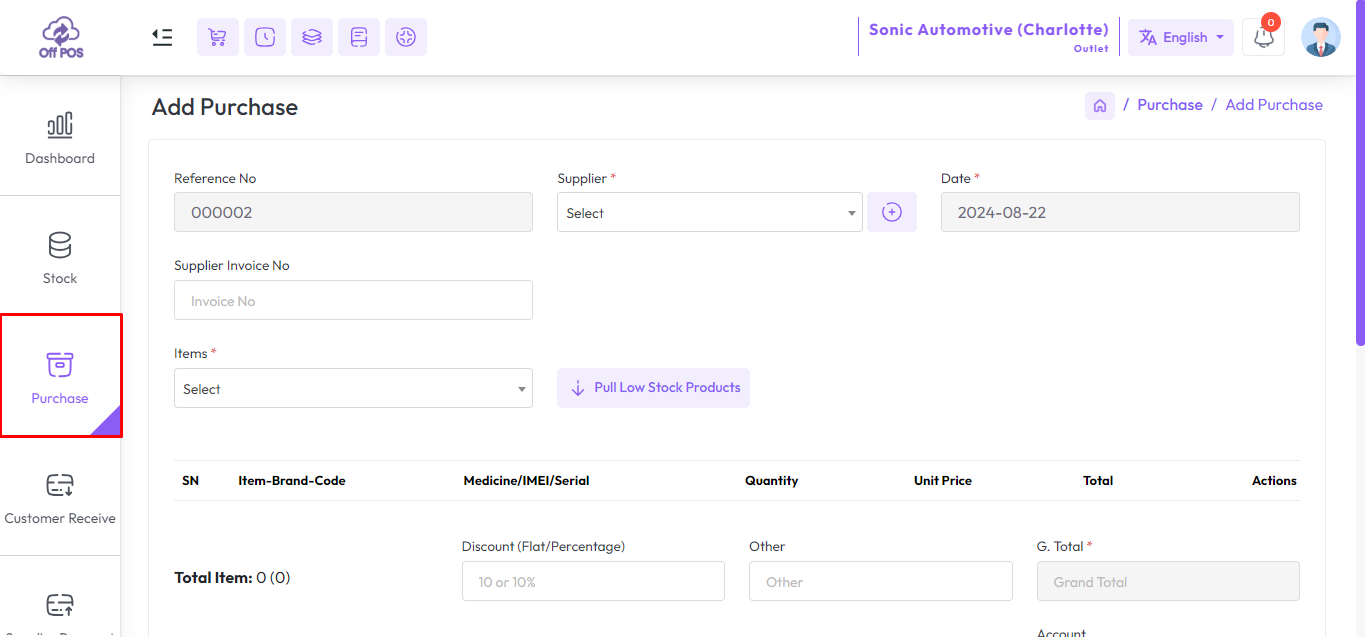 Off POS
Sonic Automotive (Charlotte)
Outlet
English
0
Dashboard
Stock
Purchase
Customer Receive
Add Purchase
/ Purchase / Add Purchase
Reference No
Supplier *
Date *
000002
Select
2024-08-22
Supplier Invoice No
Invoice No
Items *
Select
Pull Low Stock Products
SN Item-Brand-Code Medicine/IMEI/Serial Quantity Unit Price Total Actions
Discount (Flat/Percentage)
Other
G. Total *
Total Item: 0 (0)
10 or 10%
Other
Grand Total
Account